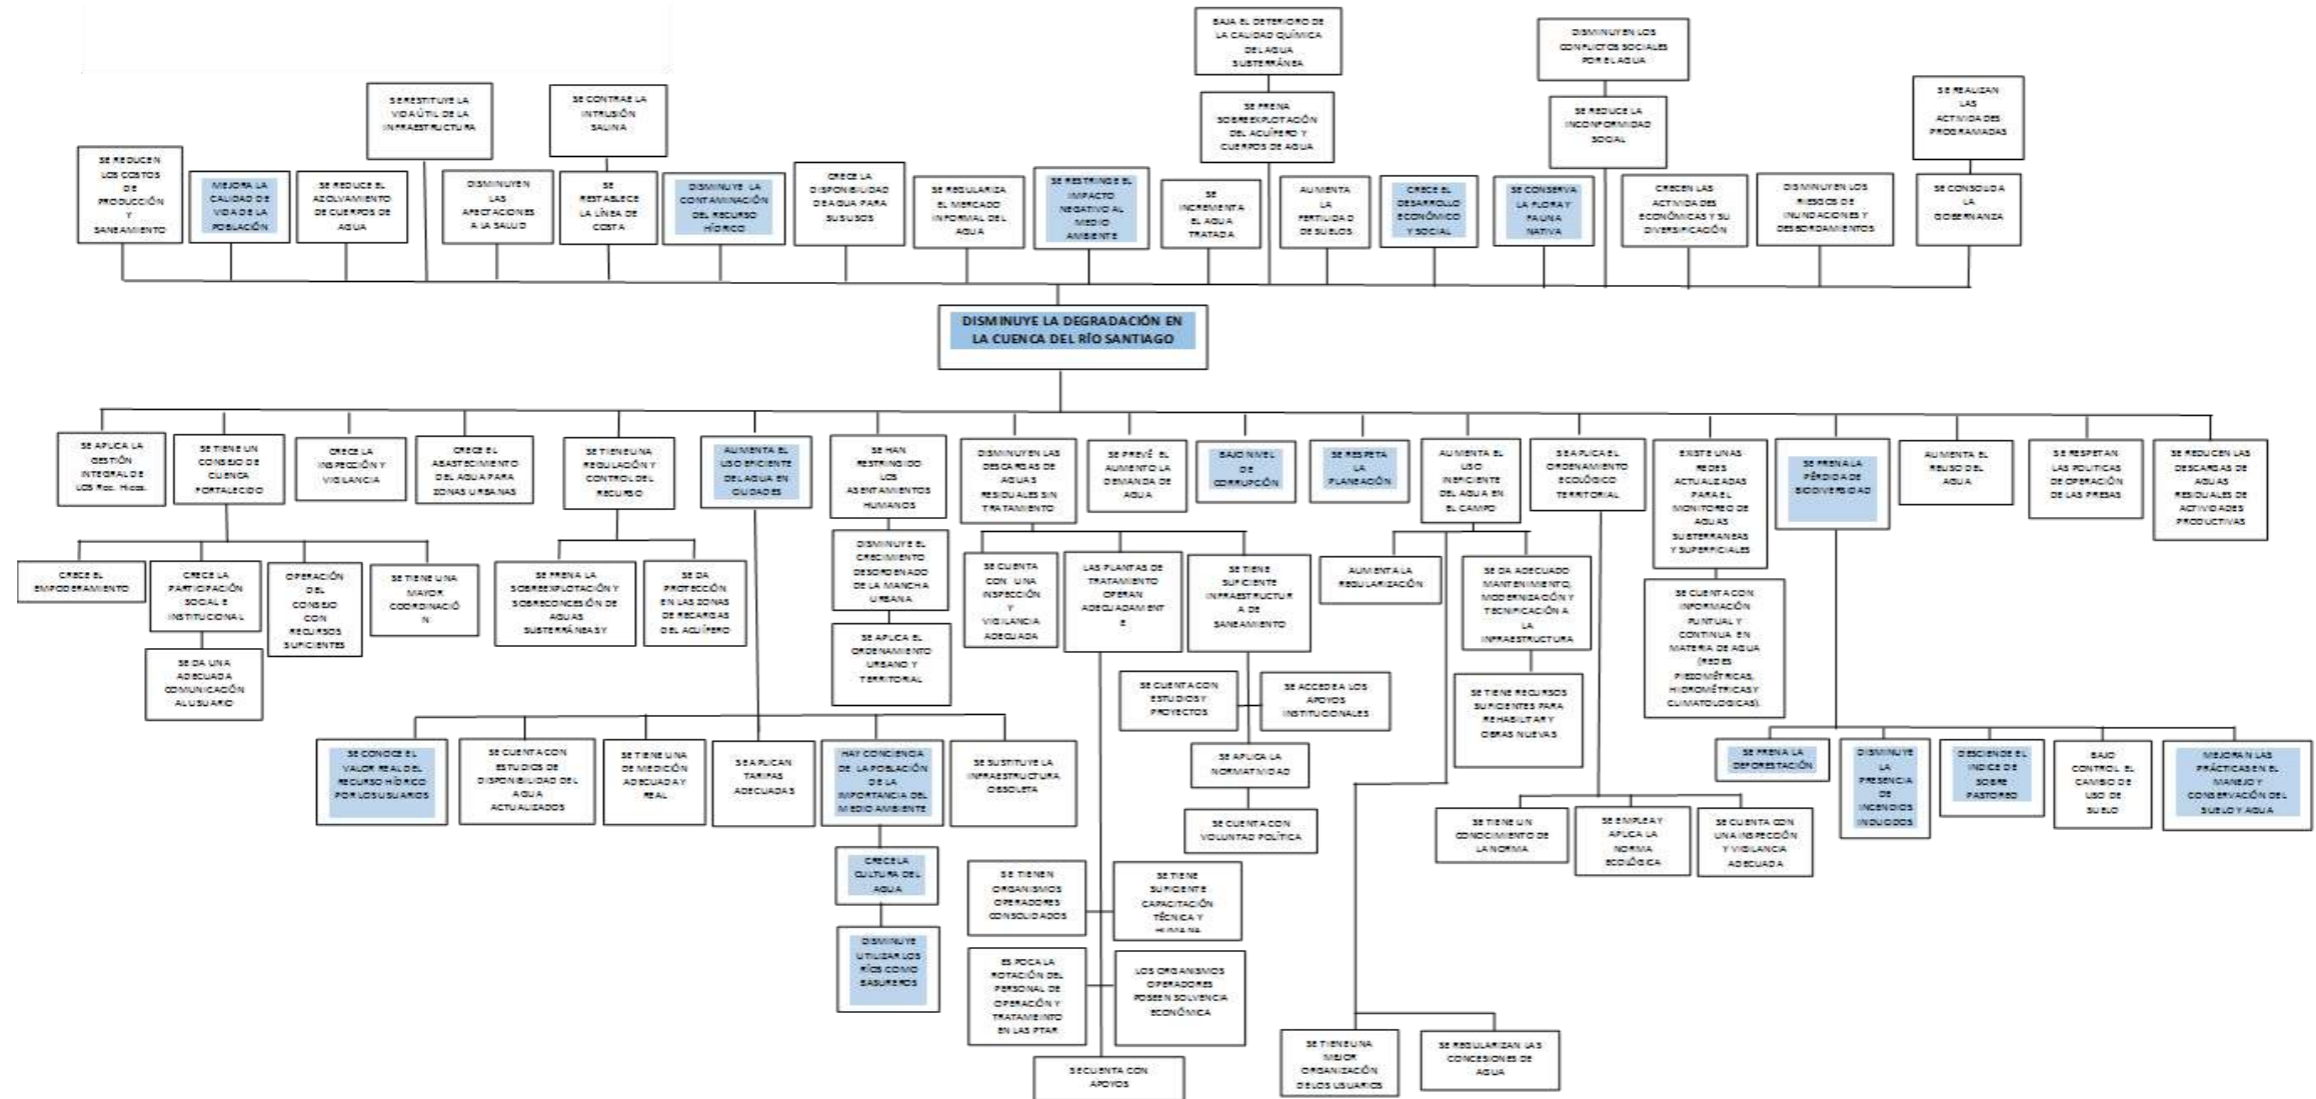 BAJA EL DETERIORO DE
LA CALIDAD QUÍMICA
DEL AGUA
SUBTERRÁNEA
DISMINUYEN LOS
CONFLICTOS SOCIALES
POR EL AGUA
SE RESTITUYE LA
VIDA ÚTIL DE LA
INFRAESTRUCTURA
SE CONTRAE LA
INTRUSIÓN
SALINA
SE FRENA
SOBREEXPLOTACIÓN
DEL ACUÍFERO Y
CUERPOS DE AGUA
SE REDUCE LA
INCONFORMIDAD
SOCIAL
SE REALIZAN
LAS
ACTIVIDADES
PROGRAMADAS
SE REDUCEN
LOS COSTOS
DE
PRODUCCIÓN
Y
SANEAMIENTO
MEJORA LA
CALIDAD DE
VIDA DE LA
POBLACIÓN
SE REDUCE EL
AZOLVAMIENTO
DE CUERPOS DE
AGUA
DISMINUYEN
LAS
AFECTACIONES
A LA SALUD
SE
RESTABLECE
LA LÍNEA DE
COSTA
DISMINUYE LA
CONTAMINACIÓN
DEL RECURSO
HÍDRICO
CRECE LA
DISPONIBILIDAD
DE AGUA PARA
SUS USOS
SE REGULARIZA
EL MERCADO
INFORMAL DEL
AGUA
SE RESTRINGE EL
IMPACTO
NEGATIVO AL
MEDIO
AMBIENTE
SE
INCREMENTA
EL AGUA
TRATADA
AUMENTA
LA
FERTILIDAD
DE SUELOS
CRECE EL
DESARROLLO
ECONÓMICO
Y SOCIAL
SE CONSERVA
LA FLORA Y
FAUNA
NATIVA
CRECEN LAS
ACTIVIDADES
ECONÓMICAS Y SU
DIVERSIFICACIÓN
DISMINUYEN LOS
RIESGOS DE
INUNDACIONES Y
DESBORDAMIENTOS
SE CONSOLIDA
LA
GOBERNANZA
DISMINUYE LA DEGRADACIÓN EN
LA CUENCA DEL RÍO SANTIAGO
SE APLICA LA
GESTIÓN
INTEGRAL DE
LOS Rec. Hicos.
SE TIENE UN
CONSEJO DE
CUENCA
FORTALECIDO
CRECE LA
INSPECCIÓN Y
VIGILANCIA
CRECE EL
ABASTECIMIENTO
DEL AGUA PARA
ZONAS URBANAS
SE TIENE UNA
REGULACIÓN Y
CONTROL DEL
RECURSO
AUMENTA EL
USO EFICIENTE
DEL AGUA EN
CIUDADES
SE HAN
RESTRINGIDO
LOS
ASENTAMIENTOS
HUMANOS
DISMINUYEN LAS
DESCARGAS DE
AGUAS
RESIDUALES SIN
TRATAMIENTO
SE PREVÉ EL
AUMENTO LA
DEMANDA DE
AGUA
BAJO NIVEL
DE
CORRUPCIÓN
SE RESPETA
LA
PLANEACIÓN
AUMENTA EL
USO
INEFICIENTE
DEL AGUA EN
EL CAMPO
SE APLICA EL
ORDENAMIENTO
ECOLÓGICO
TERRITORIAL
EXISTE UNAS
REDES
ACTUALIZADAS
PARA EL
MONITOREO DE
AGUAS
SUBTERRANEAS
Y SUPERFICIALES
SE FRENA LA
PÉRDIDA DE
BIODIVERSIDAD
AUMENTA EL
REUSO DEL
AGUA
SE RESPETAN
LAS POLITICAS
DE OPERACIÓN
DE LAS PRESAS
SE REDUCEN LAS
DESCARGAS DE
AGUAS
RESIDUALES DE
ACTIVIDADES
PRODUCTIVAS
CRECE EL
EMPODERAMIENTO
CRECE LA
PARTICIPACIÓN
SOCIAL E
INSTITUCIONAL
OPERACIÓN
DEL
CONSEJO
CON
RECURSOS
SUFICIENTES
SE TIENE UNA
MAYOR
COORDINACIÓ
N
SE FRENA LA
SOBREEXPLOTACIÓN Y
SOBRECONCESIÓN DE
AGUAS
SUBTERRÁNEAS Y
SE DA
PROTECCIÓN
EN LAS ZONAS
DE RECARGAS
DEL ACUÍFERO
DISMINUYE EL
CRECIMIENTO
DESORDENADO
DE LA MANCHA
URBANA
SE CUENTA
CON UNA
INSPECCIÓN
Y
VIGILANCIA
ADECUADA
LAS PLANTAS DE
TRATAMIENTO
OPERAN
ADECUADAMENT
E
SE TIENE
SUFICIENTE
INFRAESTRUCTUR
A DE
SANEAMIENTO
AUMENTA LA
REGULARIZACIÓN
SE DA ADECUADO
MANTENIMIENTO,
MODERNIZACIÓN Y
TECNIFICACIÓN A
LA
INFRAESTRUCTURA
SE CUENTA CON
INFORMACIÓN
PUNTUAL Y
CONTINUA EN
MATERIA DE AGUA
(REDES
PIEZOMÉTRICAS,
HIDROMÉTRICAS Y
CLIMATOLOGICAS).
SE DA UNA
ADECUADA
COMUNICACIÓN
AL USUARIO
SE APLICA EL
ORDENAMIENTO
URBANO Y
TERRITORIAL
SE CUENTA CON
ESTUDIOS Y
PROYECTOS
SE ACCEDE A LOS
APOYOS
INSTITUCIONALES
SE TIENE RECURSOS
SUFICIENTES PARA
REHABILITAR Y
OBRAS NUEVAS
SE CONOCE EL
VALOR REAL DEL
RECURSO HÍDRICO
POR LOS USUARIOS
SE CUENTA CON
ESTUDIOS DE
DISPONIBILIDAD DEL
AGUA
ACTUALIZADOS
SE TIENE UNA
DE MEDICIÓN
ADECUADA Y
REAL
SE APLICAN
TARIFAS
ADECUADAS
HAY CONCIENCIA
DE LA POBLACIÓN
DE LA
IMPORTANCIA DEL
MEDIO AMBIENTE
SE SUSTITUYE LA
INFRAESTRUCTURA
OBSOLETA
SE APLICA LA
NORMATIVIDAD
SE FRENA LA
DEFORESTACIÓN
DISMINUYE
LA
PRESENCIA
DE
INCENDIOS
INDUCIDOS
DESCIENDE EL
INDICE DE
SOBRE
PASTOREO
BAJO
CONTROL EL
CAMBIO DE
USO DE
SUELO
MEJORAN LAS
PRÁCTICAS EN EL
MANEJO Y
CONSERVACIÓN DEL
SUELO Y AGUA
SE CUENTA CON
VOLUNTAD POLÍTICA
SE TIENE UN
CONOCIMIENTO DE
LA NORMA
SE EMPLEA Y
APLICA LA
NORMA
ECOLÓGICA
SE CUENTA CON
UNA INSPECCIÓN
Y VIGILANCIA
ADECUADA
CRECE LA
CULTURA DEL
AGUA
SE TIENEN
ORGANISMOS
OPERADORES
CONSOLIDADOS
SE TIENE
SUFICIENTE
CAPACITACIÓN
TÉCNICA Y
HUMANA
DISMINUYE
UTILIZAR LOS
RÍOS COMO
BASUREROS
ES POCA LA
ROTACIÓN DEL
PERSONAL DE
OPERACIÓN Y
TRATAMEINTO
EN LAS PTAR
LOS ORGANISMOS
OPERADORES
POSEEN SOLVENCIA
ECONÓMICA
SE TIENE UNA
MEJOR
ORGANIZACIÓN
DE LOS USUARIOS
SE REGULARIZAN LAS
CONCESIONES DE
AGUA
SE CUENTA CON
APOYOS